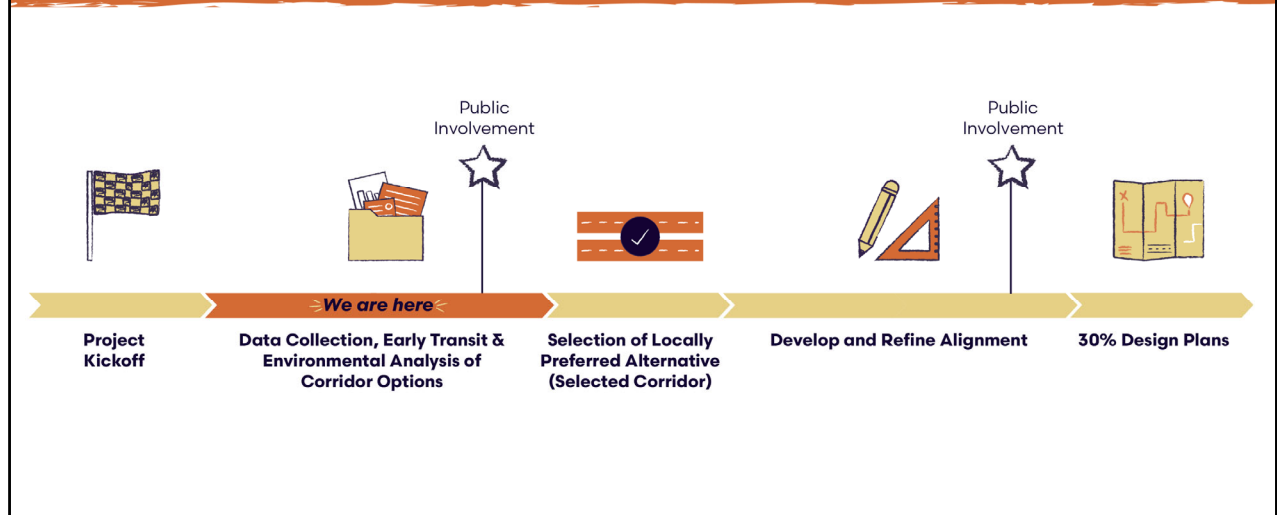 Public
Involvement
Public
Involvement
We are here
Project
Kickoff
Data Collection, Early Transit &
Environmental Analysis of
Corridor Options
Selection of Locally
Preferred Alternative
(Selected Corridor)
Develop and Refine Alignment
30% Design Plans